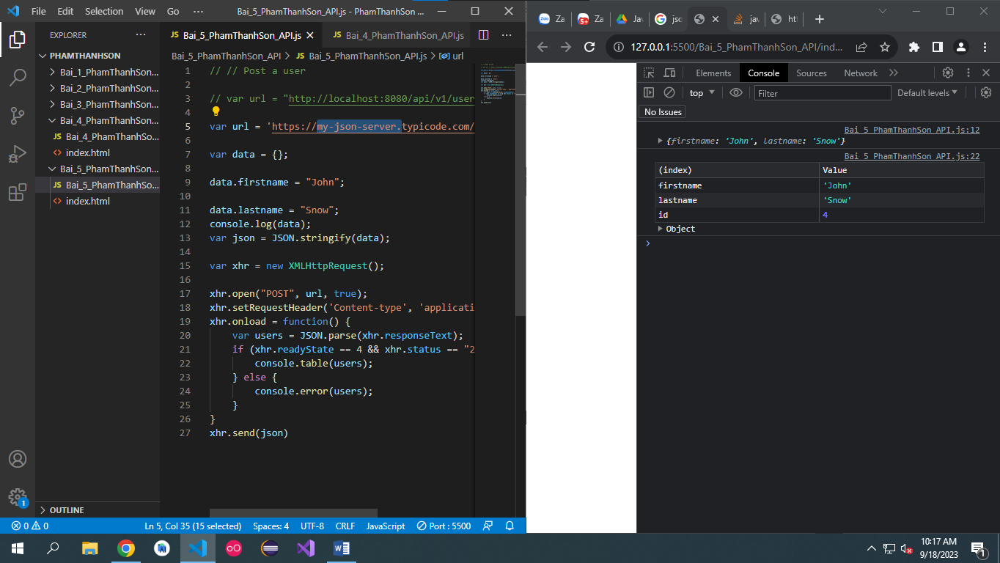 File Edit Selection View Go ··· Bai_5_PhamThanhSon_API.js - PhamThanhSon ...
EXPLORER ···
PHAMTHANHSON
Bai_1_PhamThanhSon...
Bai_2_PhamThanhSon...
Bai_3_PhamThanhSon...
Bai_4_PhamThanhSon...
JS Bai_4_PhamThanhSo...
<> index.html
Bai_5_PhamThanhSon...
JS Bai_5_PhamThanhSo...
<> index.html
OUTLINE
1
JS Bai_5_PhamThanhSon_API.js JS Bai_4_PhamThanhSon_API.js ···
Bai_5_PhamThanhSon_API > JS Bai_5_PhamThanhSon_API.js > url
1 // // Post a user
2
3 // var url = "http://localhost:8080/api/v1/user
4
5 var url = 'https://my-json-server.typicode.com/
6
7 var data = {};
8
9 data.firstname = "John";
10
11 data.lastname = "Snow";
12 console.log(data);
13 var json = JSON.stringify(data);
14
15 var xhr = new XMLHttpRequest();
16
17 xhr.open("POST", url, true);
18 xhr.setRequestHeader('Content-type', 'applicati
19 xhr.onload = function() {
20 var users = JSON.parse(xhr.responseText);
21 if (xhr.readyState == 4 && xhr.status == "2
22 console.table(users);
23 } else {
24 console.error(users);
25 }
26 }
27 xhr.send(json)
0 0 Ln 5, Col 35 (15 selected) Spaces: 4 UTF-8 CRLF JavaScript Port : 5500
Zalo Za 5+ Za Jav G jsc jav htt
127.0.0.1:5500/Bai_5_PhamThanhSon_API/ind...
Elements Console Sources Network
top Filter Default levels
No Issues
Bai_5_PhamThanhSon_API.js:12
{firstname: 'John', lastname: 'Snow'}
Bai_5_PhamThanhSon_API.js:22
(index) Value
firstname 'John'
lastname 'Snow'
id 4
Object
10:17 AM
9/18/2023
1